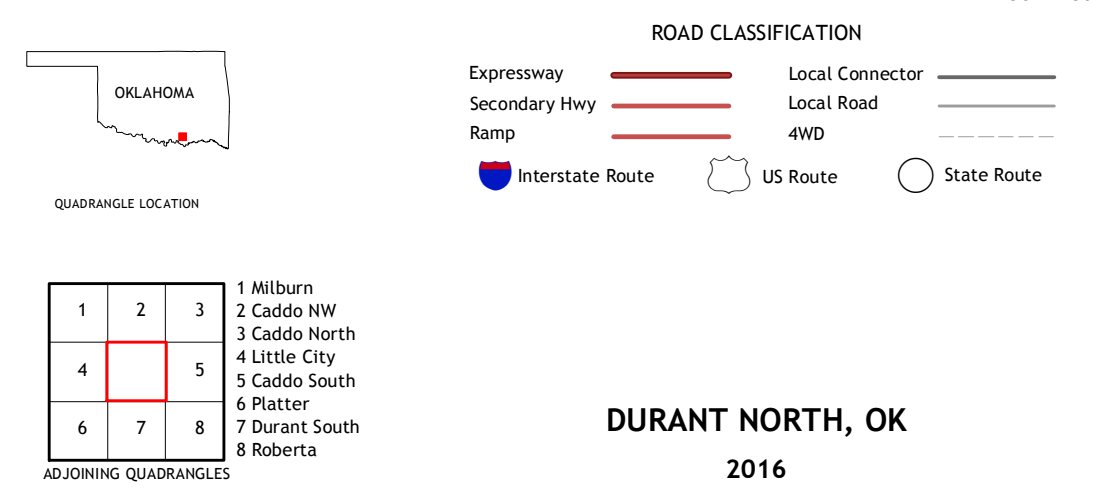 ROAD CLASSIFICATION
Expressway
Local Connector
Secondary Hwy
Local Road
Ramp
4WD
Interstate Route
US Route
State Route
OKLAHOMA
QUADRANGLE LOCATION
1 2 3
4 5
6 7 8
1 Milburn
2 Caddo NW
3 Caddo North
4 Little City
5 Caddo South
6 Platter
7 Durant South
8 Roberta
ADJOINING QUADRANGLES
DURANT NORTH, OK
2016